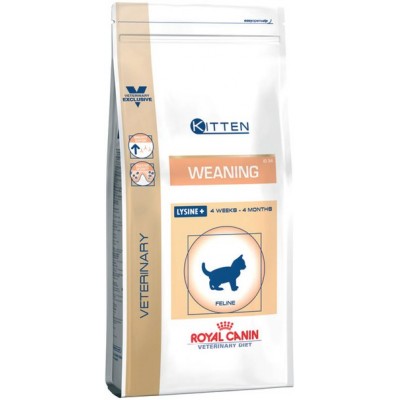 VETERINARY
EXCLUSIVE
KITTEN
WEANING
LYSINE + 4 WEEKS - 4 MONTHS
FELINE
ROYAL CANIN
VETERINARY DIET
VETERINARY